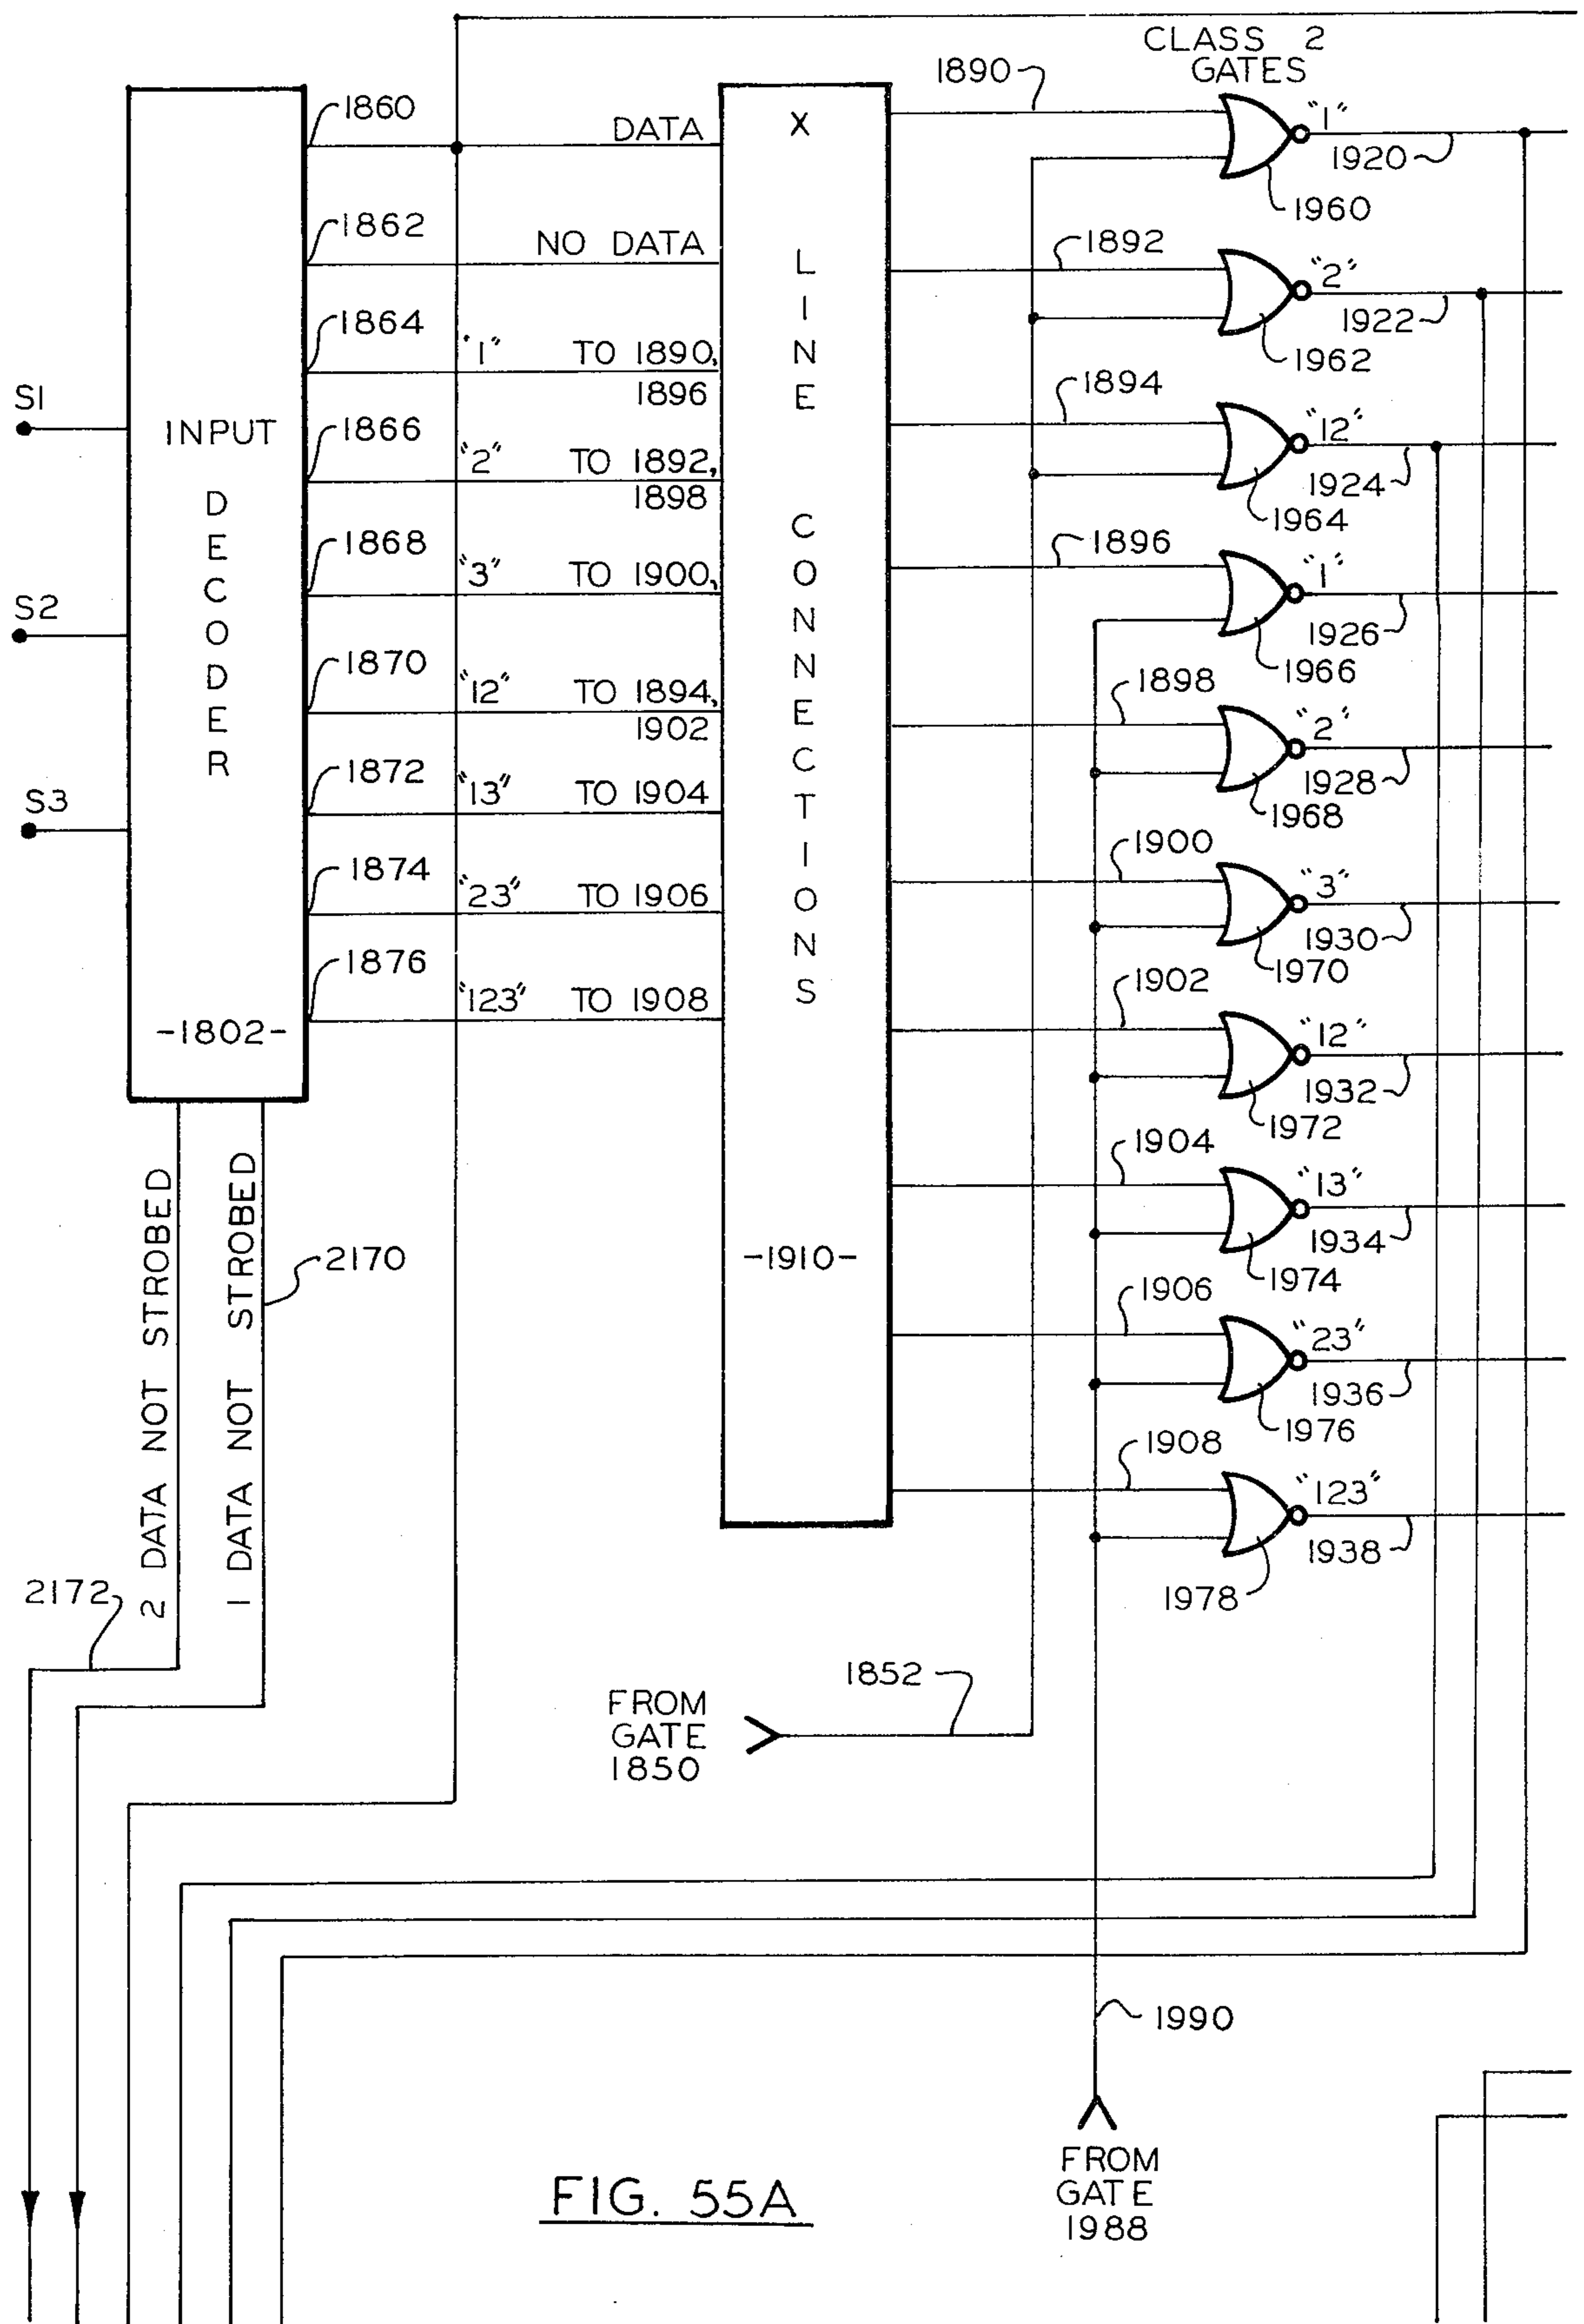 CLASS 2
GATES
1860
DATA
X LINE CONNECTIONS
1890
"1"
1920
1960
1862
NO DATA
1892
"2"
1922
1962
1864
"1" TO 1890,
1896
1894
"12"
1924
1964
S1
INPUT
DECODER
1866
"2" TO 1892,
1898
1868
"3" TO 1900,
1896
"1"
1926
1966
S2
1870
"12" TO 1894,
1902
1898
"2"
1928
1968
S3
1872
"13" TO 1904
1874
"23" TO 1906
1900
"3"
1930
1970
1876
"123" TO 1908
-1802-
1902
"12"
1932
1972
2 DATA NOT STROBED
1 DATA NOT STROBED
2170
-1910-
1904
"13"
1934
1974
1906
"23"
1936
1976
1908
"123"
1938
1978
2172
1852
FROM
GATE
1850
1990
FROM
GATE
1988
FIG. 55A